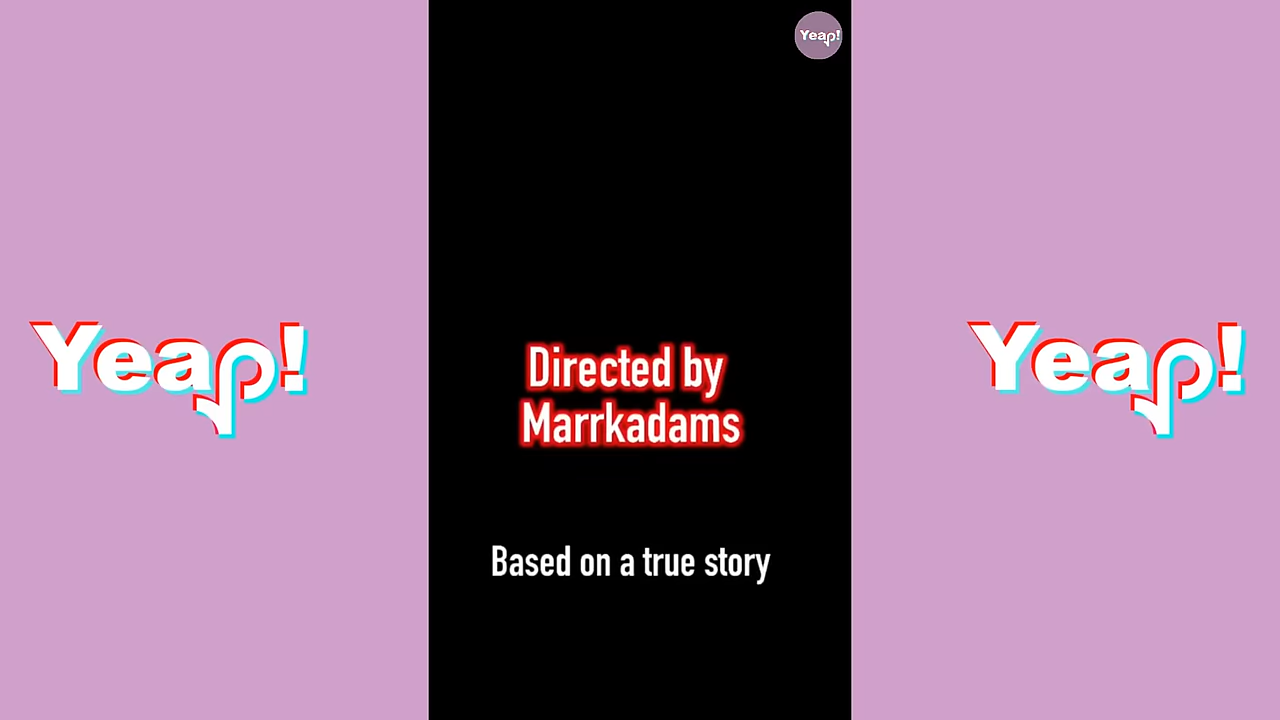 Yeap!
Yeap!
Directed by
Marrkadams
Based on a true story
Yeap!